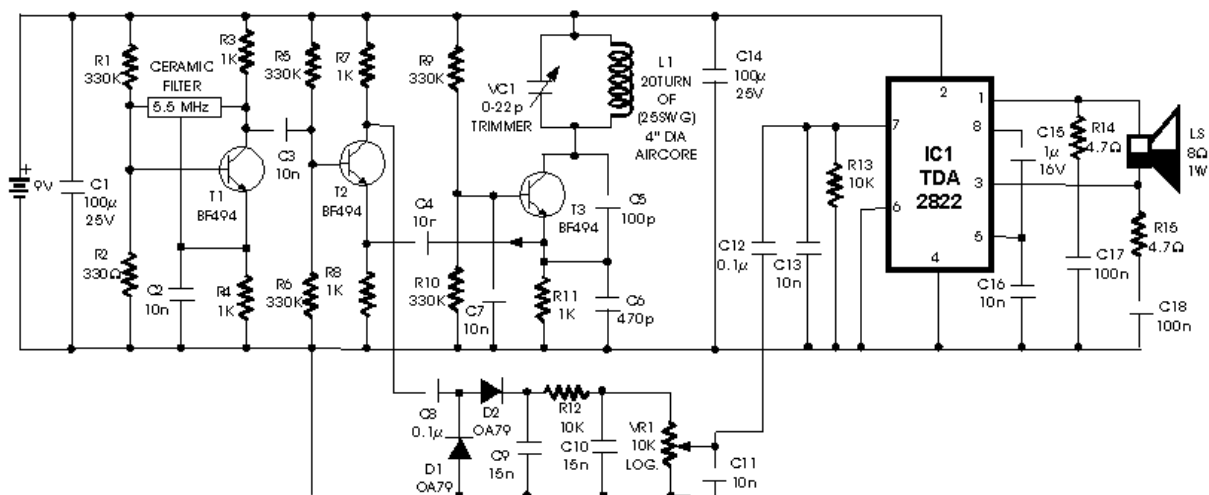 R1
330K
CERAMIC
FILTER
5.5 MHz
R3
1K
R5
330K
R7
1K
R9
330K
VC1
0-22p
TRIMMER
L1
20TURN
OF
(25SWG)
4" DIA
AIRCORE
C14
100µ
25V
+
9V
C1
100µ
25V
T1
BF494
C3
10n
T2
BF494
C4
10n
T3
BF494
C5
100p
R2
330Ω
C2
10n
R4
1K
R6
330K
R8
1K
R10
330K
C7
10n
R11
1K
C6
470p
C12
0.1µ
C13
10n
R13
10K
IC1
TDA
2822
2
7
6
4
1
8
3
5
C15
1µ
16V
R14
4.7Ω
LS
8Ω
1W
R15
4.7Ω
C16
10n
C17
100n
C18
100n
C8
0.1µ
D1
OA79
D2
OA79
C9
15n
R12
10K
C10
15n
VR1
10K
LOG.
C11
10n